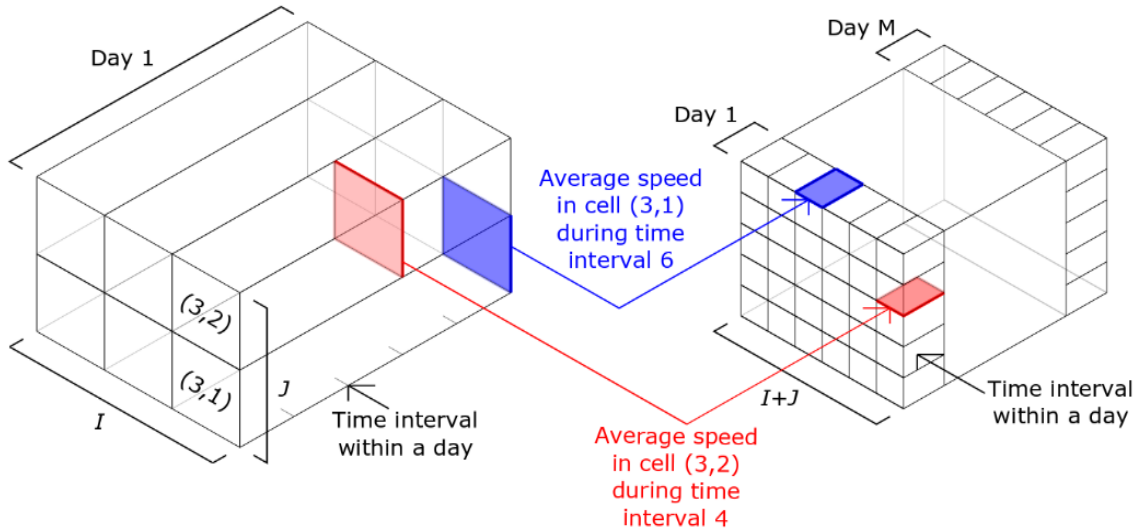 Day 1
(3,2)
(3,1)
I
J
Time interval
within a day
Average speed
in cell (3,1)
during time
interval 6
Average speed
in cell (3,2)
during time
interval 4
Day M
Day 1
I+J
Time interval
within a day